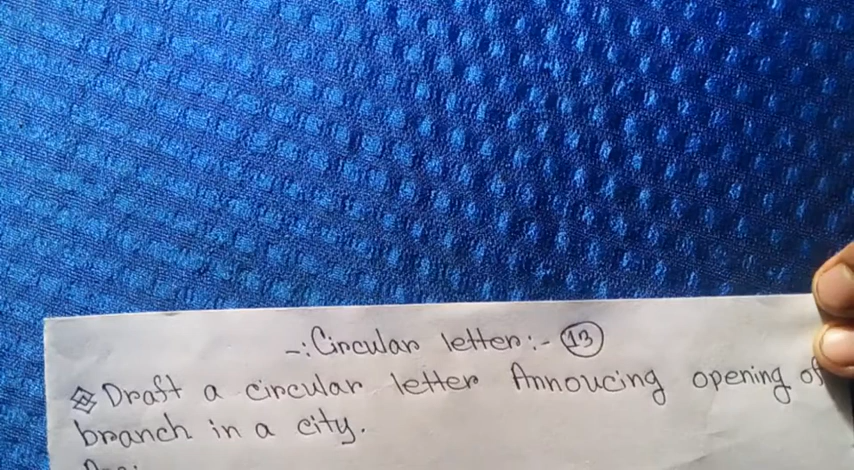 -: Circular letter:- 13
Draft a circular letter Annoucing opening of
branch in a city.